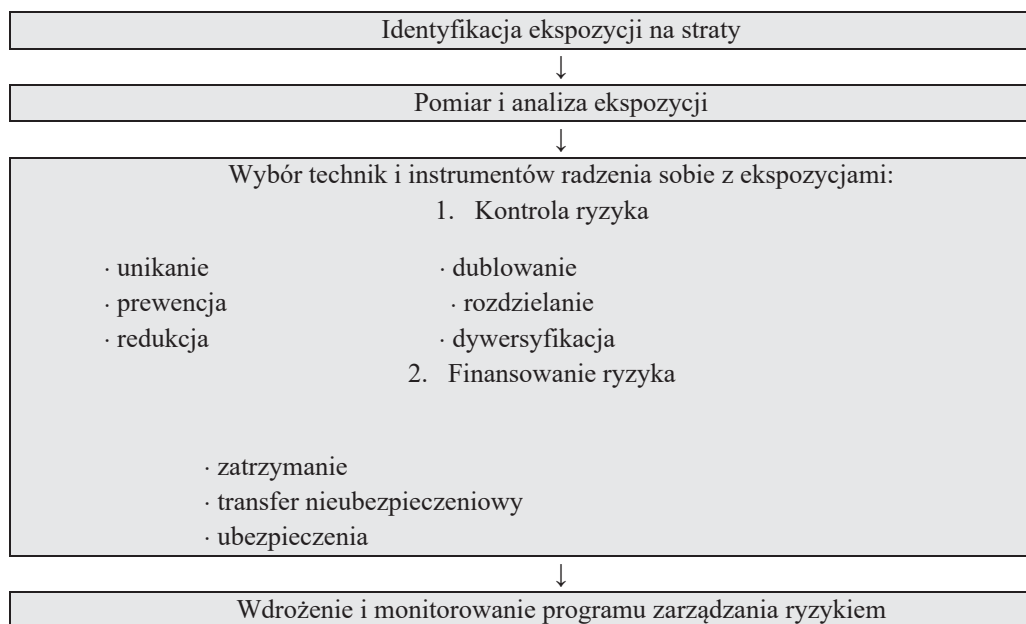 Identyfikacja ekspozycji na straty
↓
Pomiar i analiza ekspozycji
↓
Wybór technik i instrumentów radzenia sobie z ekspozycjami:
1. Kontrola ryzyka
· unikanie · dublowanie
· prewencja · rozdzielanie
· redukcja · dywersyfikacja
2. Finansowanie ryzyka
· zatrzymanie
· transfer nieubezpieczeniowy
· ubezpieczenia
↓
Wdrożenie i monitorowanie programu zarządzania ryzykiem